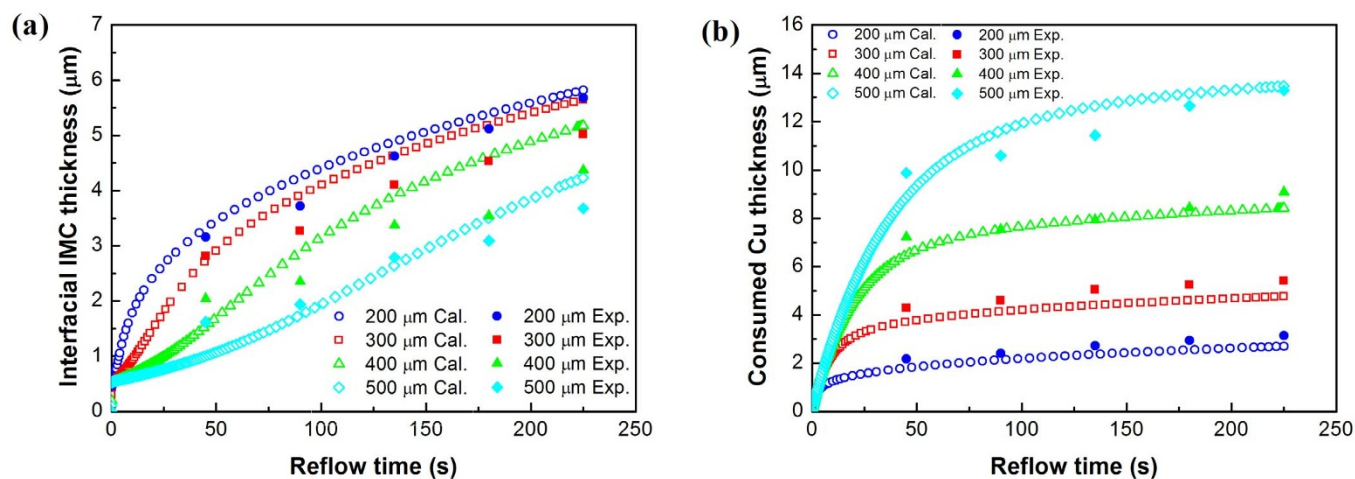 (a)
7
6
5
4
3
2
1
0
Interfacial IMC thickness (μm)
200 μm Cal. 200 μm Exp.
300 μm Cal. 300 μm Exp.
400 μm Cal. 400 μm Exp.
500 μm Cal. 500 μm Exp.
0 50 100 150 200 250
Reflow time (s)
(b)
16
14
12
10
8
6
4
2
0
Consumed Cu thickness (μm)
200 μm Cal. 200 μm Exp.
300 μm Cal. 300 μm Exp.
400 μm Cal. 400 μm Exp.
500 μm Cal. 500 μm Exp.
0 50 100 150 200 250
Reflow time (s)